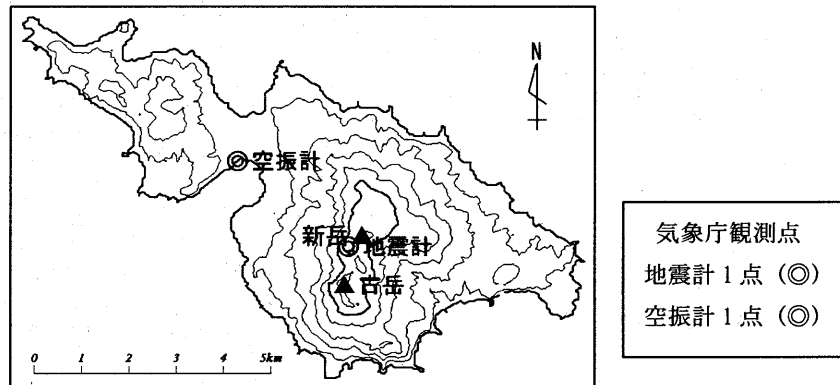 N
空振計
新岳
地震計
古岳
0 1 2 3 4 5km
気象庁観測点
地震計1点(◎)
空振計1点(◎)